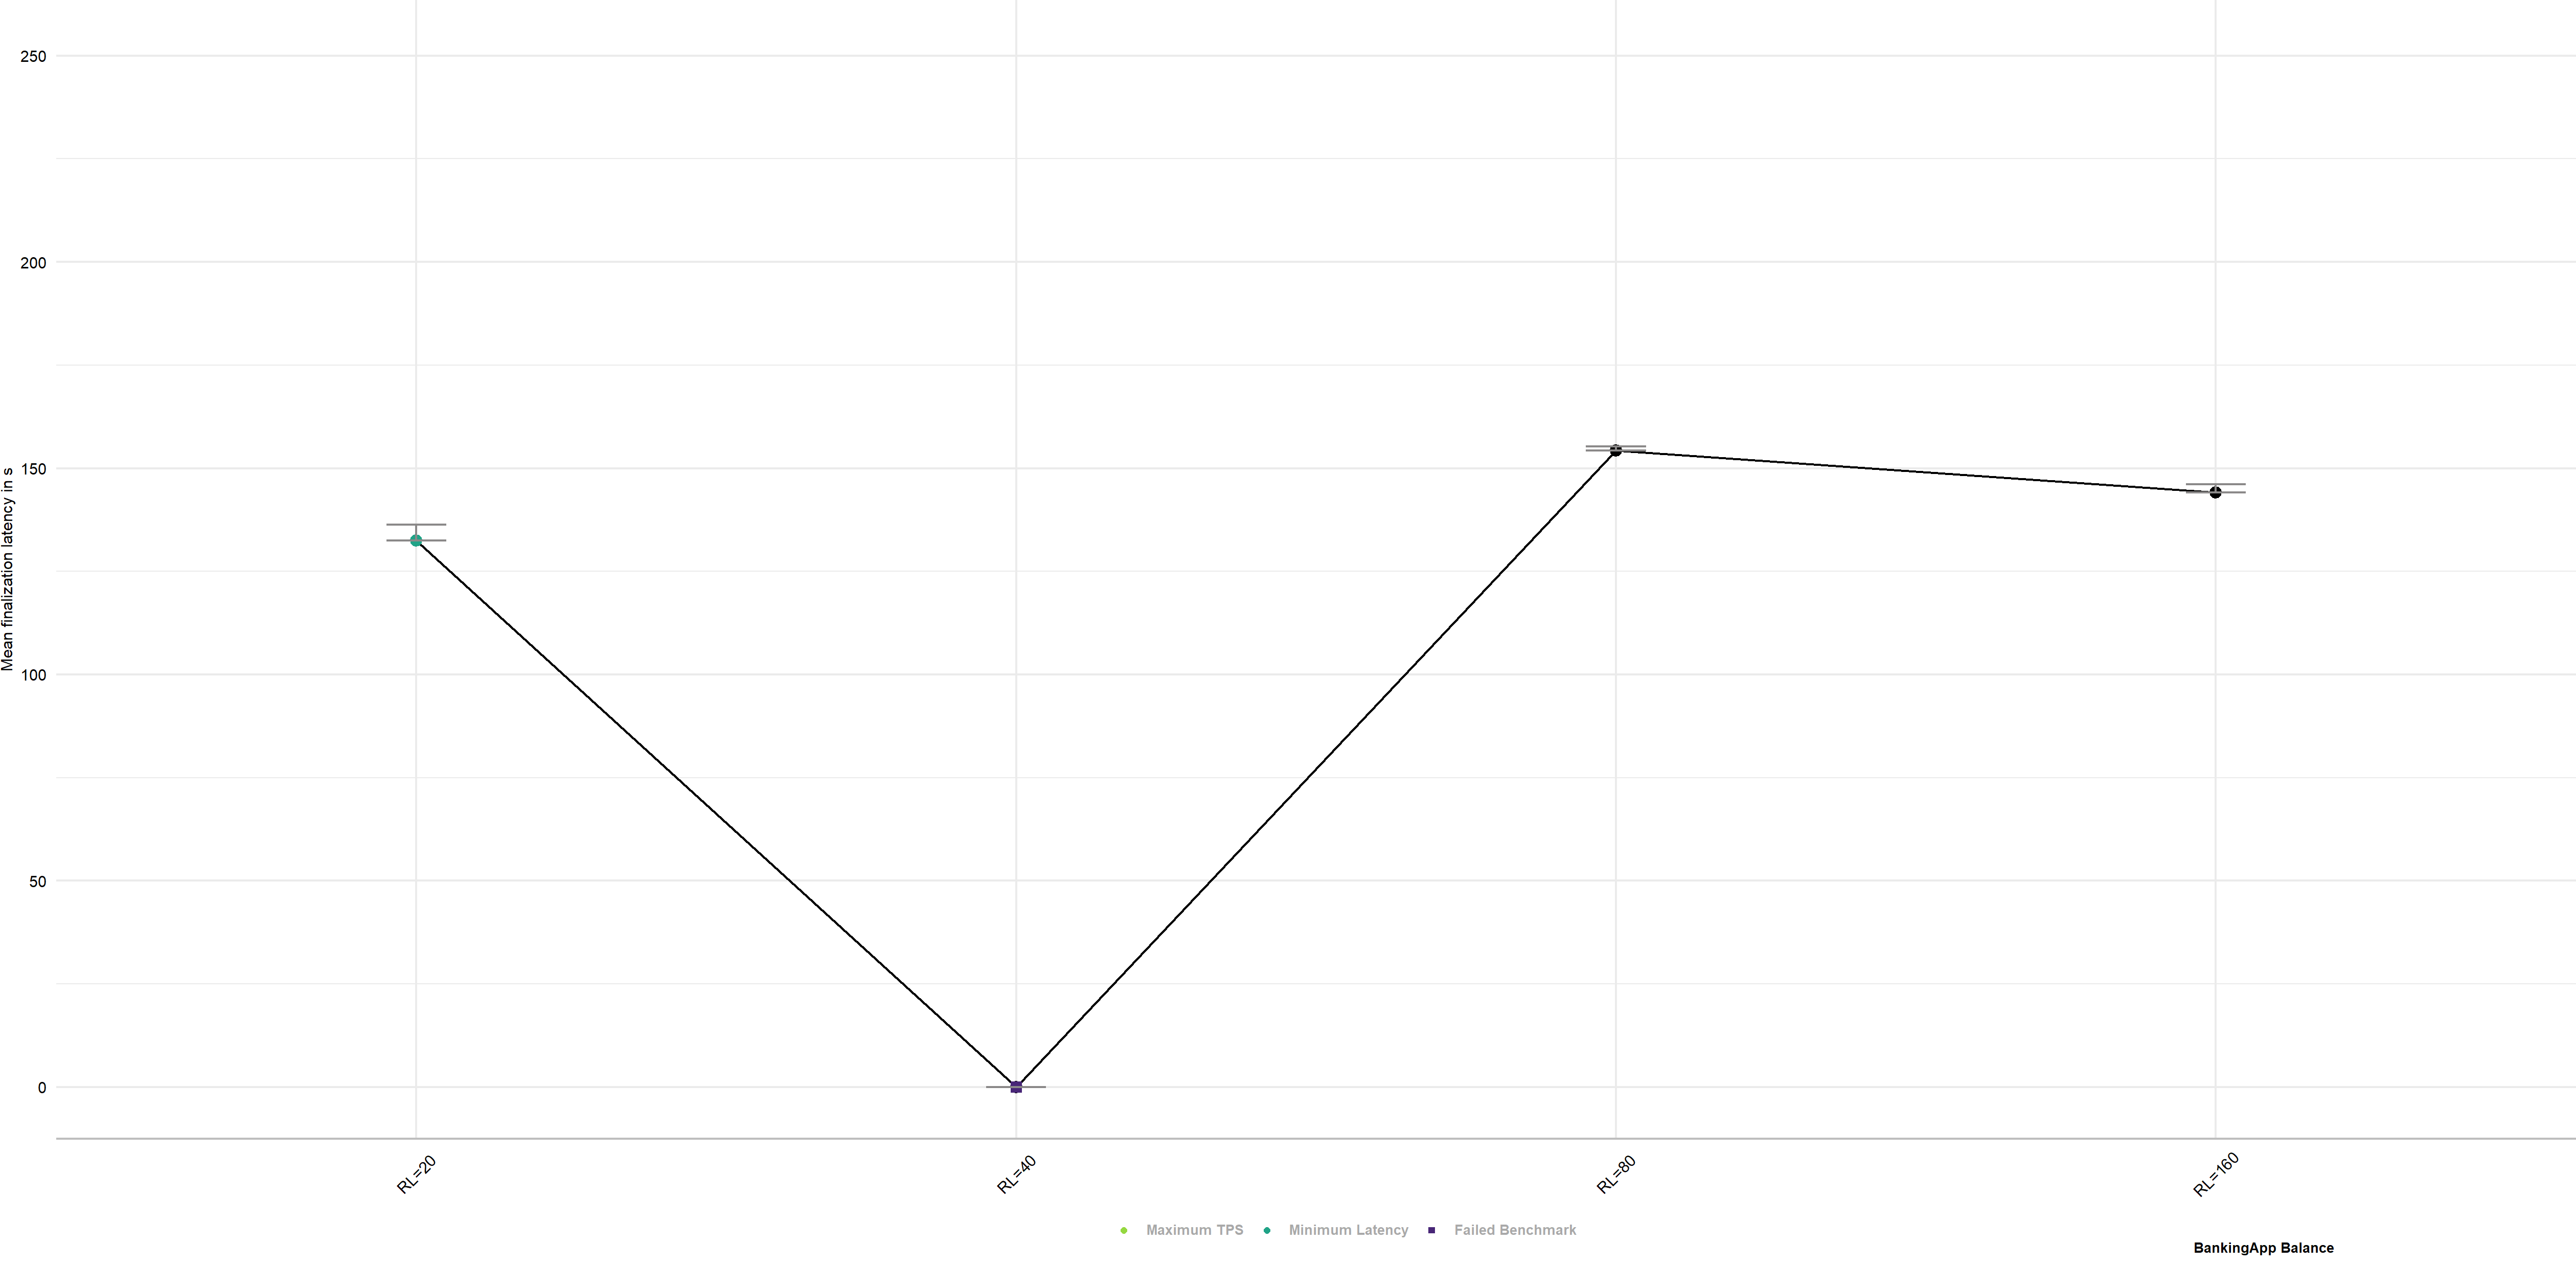 250
200
150
100
50
0
Mean finalization latency in s
RL=20
RL=40
RL=80
RL=160
Maximum TPS
Minimum Latency
Failed Benchmark
BankingApp Balance